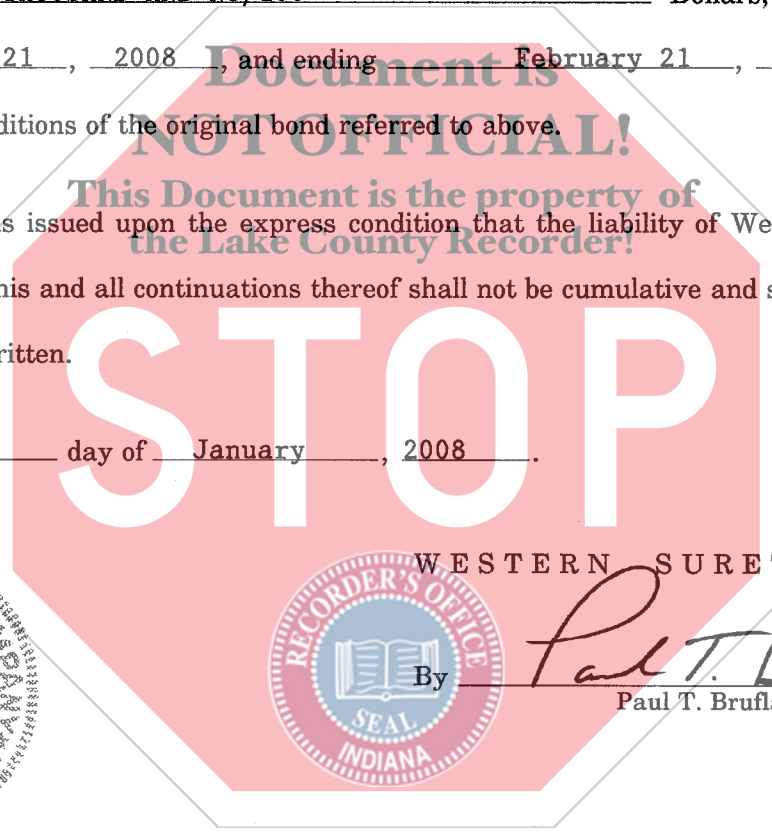 Dollars,
21, 2008, and ending February 21,
Document is
ditions of the original bond referred to above.
NOT OFFICIAL!
This Document is the property of
s issued upon the express condition that the liability of We
the Lake County Recorder!
his and all continuations thereof shall not be cumulative and s
ritten.
STOP
day of January, 2008.
WESTERN SURE
RECORDER'S OFFICE
SEAL
INDIANA
By Paul T.
Paul T. Brufla